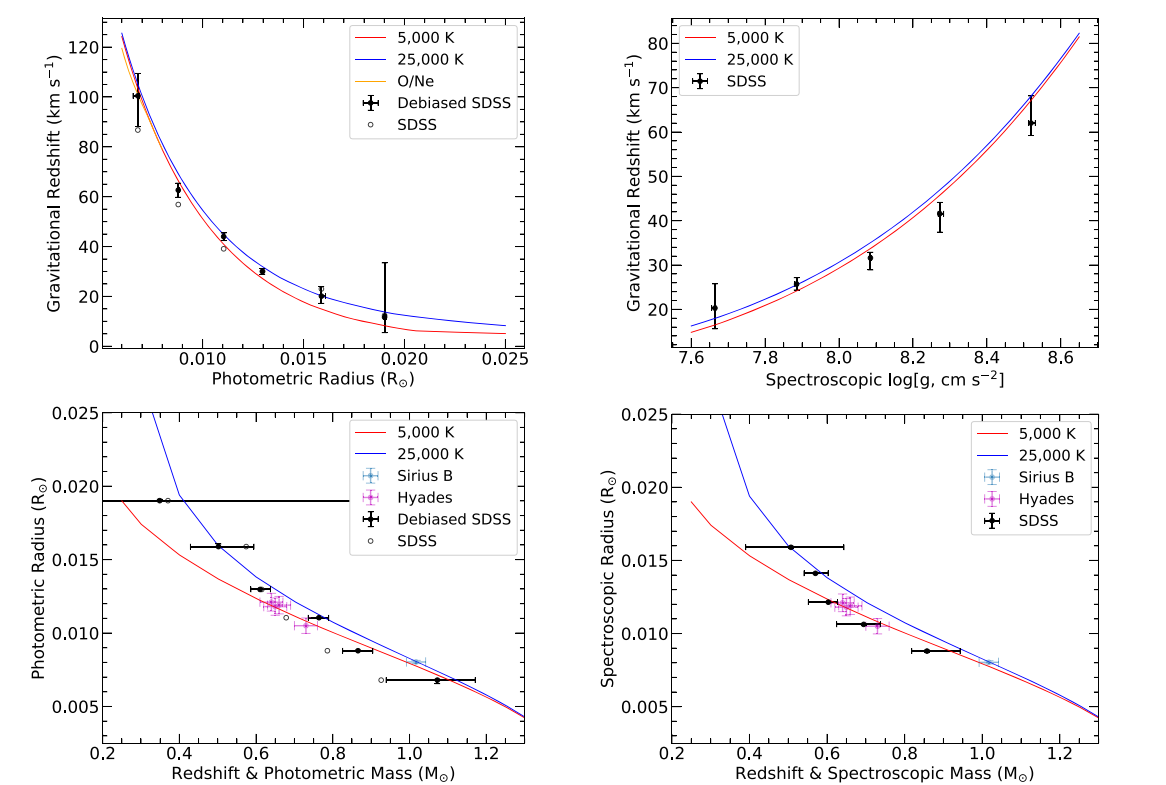 5,000 K
25,000 K
O/Ne
Debiased SDSS
SDSS
120
100
80
60
40
20
0
Gravitational Redshift (km s⁻¹)
0.010
0.015
0.020
0.025
Photometric Radius (R☉)
5,000 K
25,000 K
SDSS
80
70
60
50
40
30
20
Gravitational Redshift (km s⁻¹)
7.6
7.8
8.0
8.2
8.4
8.6
Spectroscopic log[g, cm s⁻²]
5,000 K
25,000 K
Sirius B
Hyades
Debiased SDSS
SDSS
0.025
0.020
0.015
0.010
0.005
Photometric Radius (R☉)
0.2
0.4
0.6
0.8
1.0
1.2
Redshift & Photometric Mass (M☉)
5,000 K
25,000 K
Sirius B
Hyades
SDSS
0.025
0.020
0.015
0.010
0.005
Spectroscopic Radius (R☉)
0.2
0.4
0.6
0.8
1.0
1.2
Redshift & Spectroscopic Mass (M☉)